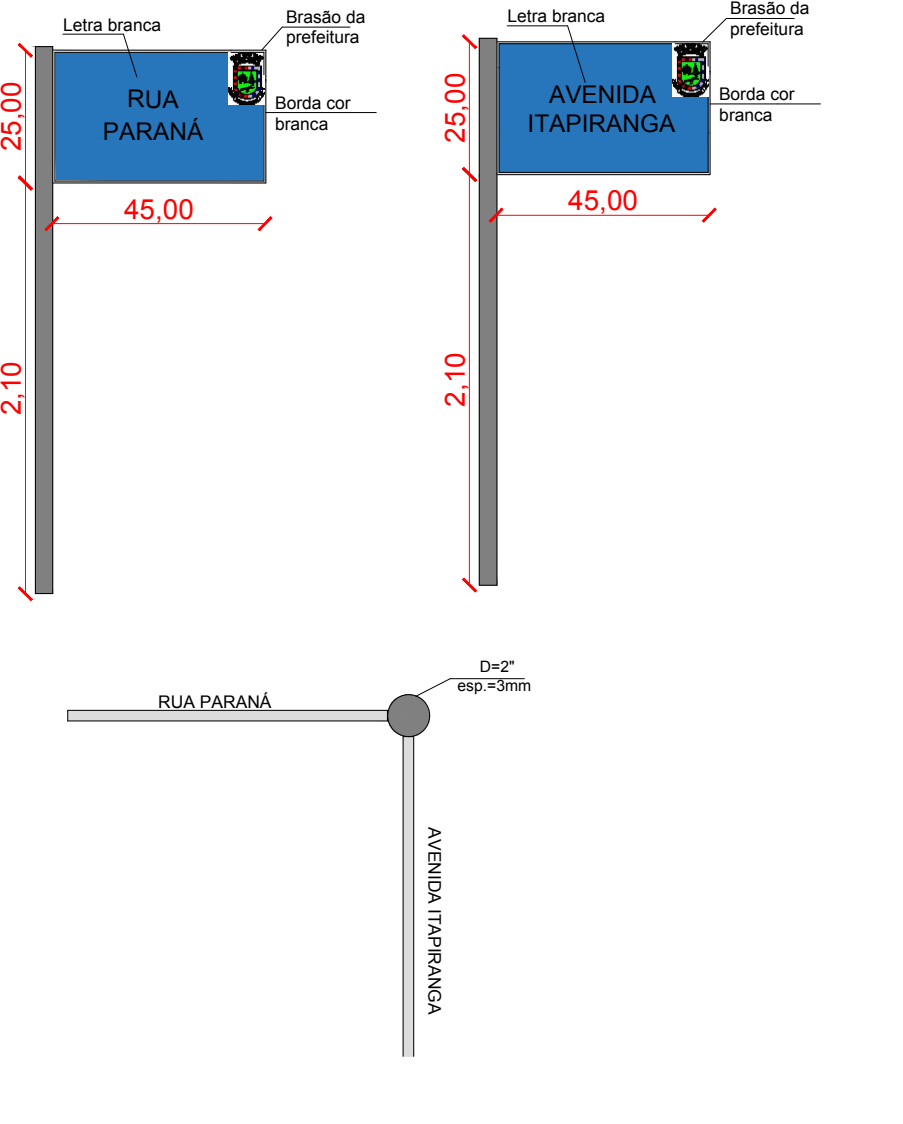 Letra branca
Brasão da
prefeitura
RUA
PARANÁ
Borda cor
branca
25,00
45,00
2,10
Letra branca
Brasão da
prefeitura
AVENIDA
ITAPIRANGA
Borda cor
branca
25,00
45,00
2,10
D=2"
esp.=3mm
RUA PARANÁ
AVENIDA ITAPIRANGA